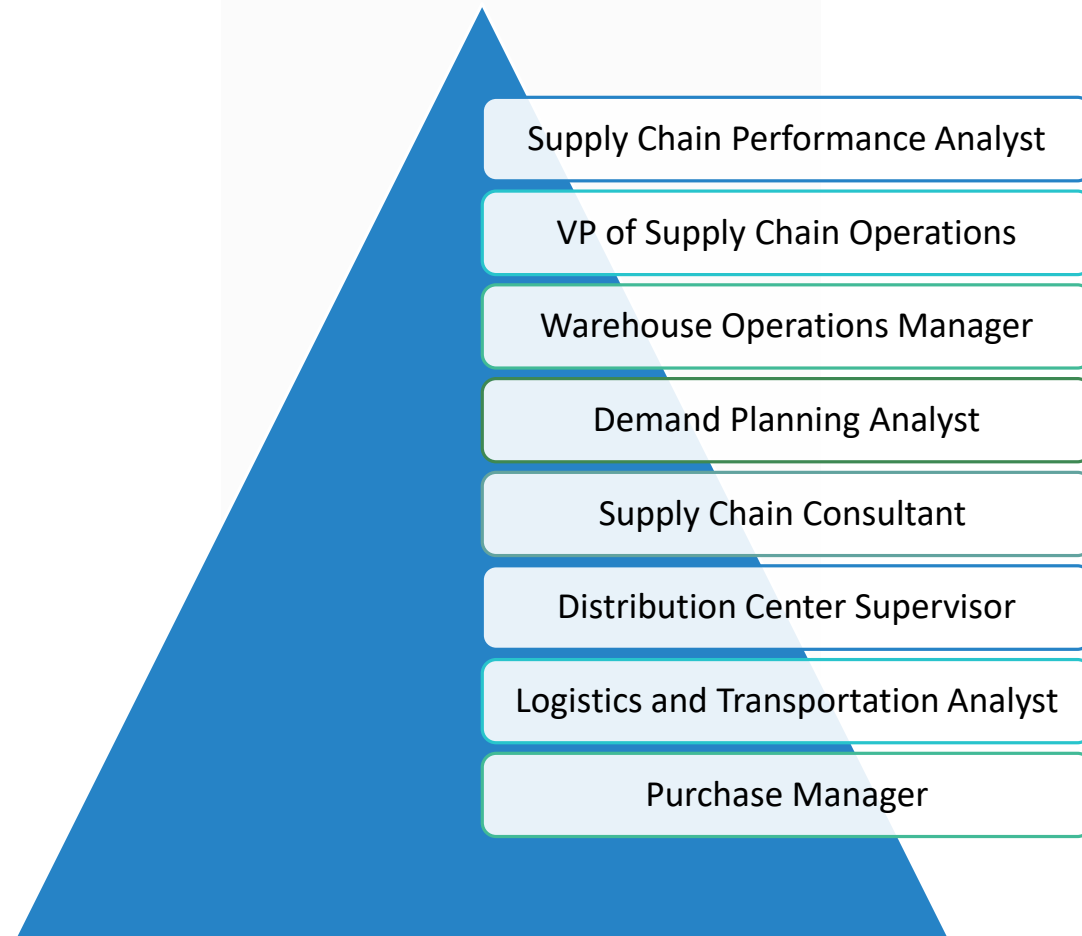 Supply Chain Performance Analyst
VP of Supply Chain Operations
Warehouse Operations Manager
Demand Planning Analyst
Supply Chain Consultant
Distribution Center Supervisor
Logistics and Transportation Analyst
Purchase Manager